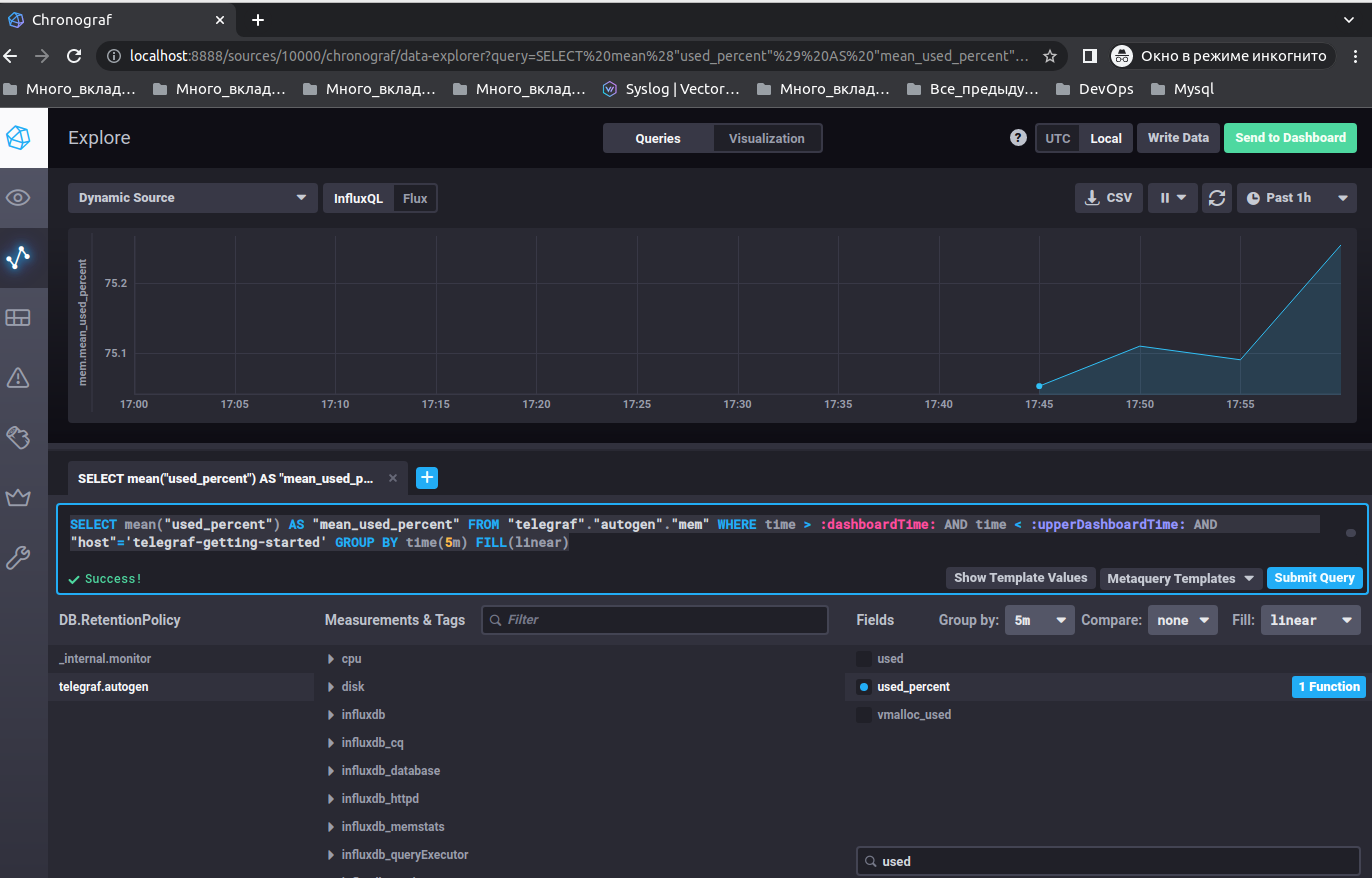 Chronograf
localhost:8888/sources/10000/chronograf/data-explorer?query=SELECT%20mean%28"used_percent"%29%20AS%20"mean_used_percent"...
Окно в режиме инкогнито
Много_вклад... Много_вклад... Много_вклад... Много_вклад... Syslog | Vector... Много_вклад... Все_предыду... DevOps Mysql
Explore Queries Visualization ? UTC Local Write Data Send to Dashboard
Dynamic Source InfluxQL Flux CSV Past 1h
mem.mean_used_percent
75.2
75.1
17:00 17:05 17:10 17:15 17:20 17:25 17:30 17:35 17:40 17:45 17:50 17:55
SELECT mean("used_percent") AS "mean_used_p...
SELECT mean("used_percent") AS "mean_used_percent" FROM "telegraf"."autogen"."mem" WHERE time > :dashboardTime: AND time < :upperDashboardTime: AND
"host"='telegraf-getting-started' GROUP BY time(5m) FILL(linear)
Success! Show Template Values Metaquery Templates Submit Query
DB.RetentionPolicy Measurements & Tags Filter Fields Group by: 5m Compare: none Fill: linear
_internal.monitor cpu used
telegraf.autogen disk used_percent 1 Function
influxdb vmalloc_used
influxdb_cq
influxdb_database
influxdb_httpd
influxdb_memstats
influxdb_queryExecutor
used